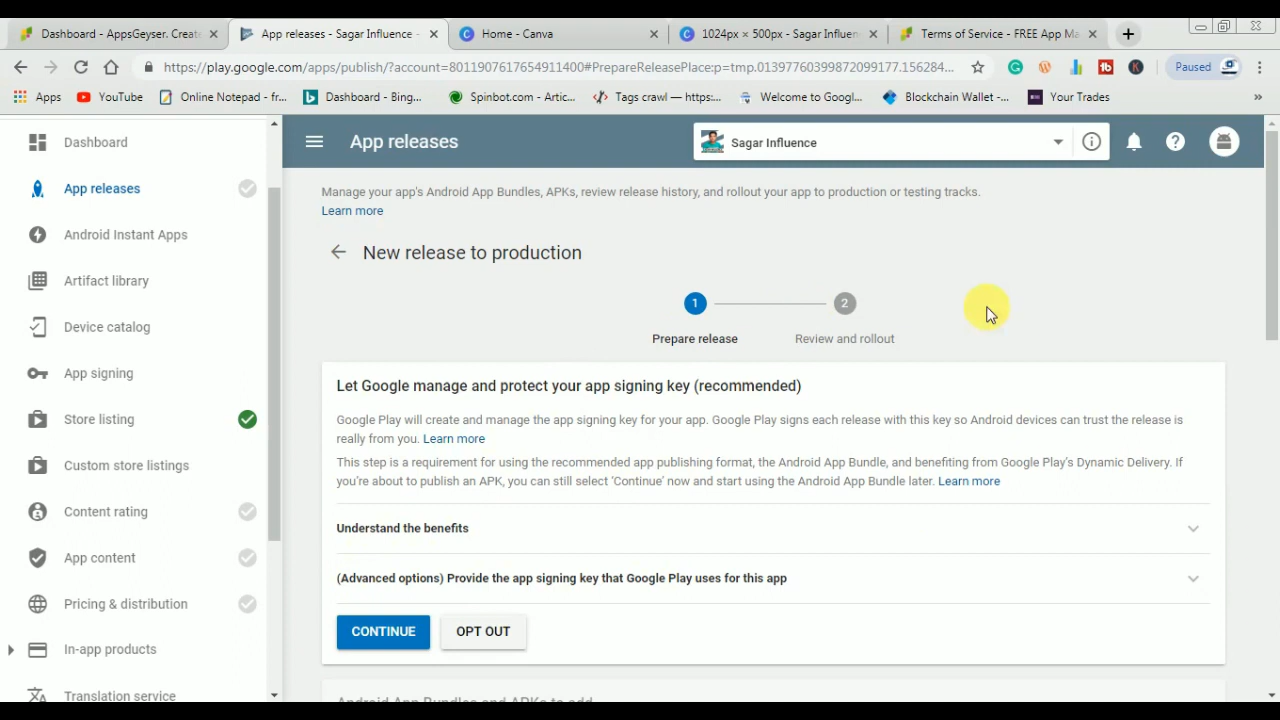 Dashboard - AppsGeyser. Create
App releases - Sagar Influence -
Home - Canva
1024px × 500px - Sagar Influen
Terms of Service - FREE App Ma
https://play.google.com/apps/publish/?account=8011907617654911400#PrepareReleasePlace:p=tmp.01397760399872099177.156284...
Paused
Apps
YouTube
Online Notepad - fr...
Dashboard - Bing...
Spinbot.com - Artic...
Tags crawl — https:...
Welcome to Googl...
Blockchain Wallet -...
Your Trades
»
Dashboard
App releases
Android Instant Apps
Artifact library
Device catalog
App signing
Store listing
Custom store listings
Content rating
App content
Pricing & distribution
In-app products
Translation service
App releases
Sagar Influence
Manage your app's Android App Bundles, APKs, review release history, and rollout your app to production or testing tracks.
Learn more
New release to production
1
2
Prepare release
Review and rollout
Let Google manage and protect your app signing key (recommended)
Google Play will create and manage the app signing key for your app. Google Play signs each release with this key so Android devices can trust the release is
really from you. Learn more
This step is a requirement for using the recommended app publishing format, the Android App Bundle, and benefiting from Google Play's Dynamic Delivery. If
you're about to publish an APK, you can still select 'Continue' now and start using the Android App Bundle later. Learn more
Understand the benefits
(Advanced options) Provide the app signing key that Google Play uses for this app
CONTINUE
OPT OUT
Android App Bundles and APKs to add